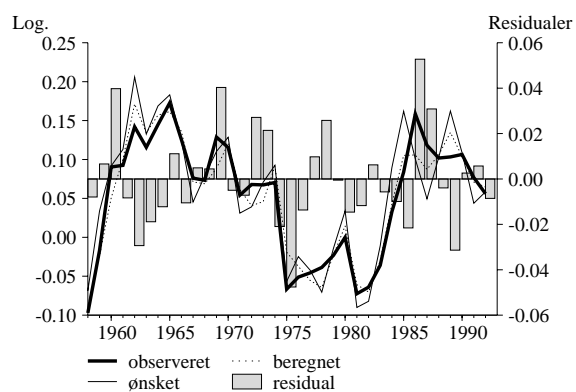 Log. Residualer
0.25 0.06
0.20 0.04
0.15 0.02
0.10 0.00
0.05 -0.02
0.00 -0.04
-0.05 -0.06
-0.10
1960 1965 1970 1975 1980 1985 1990
observeret beregnet
ønsket residual